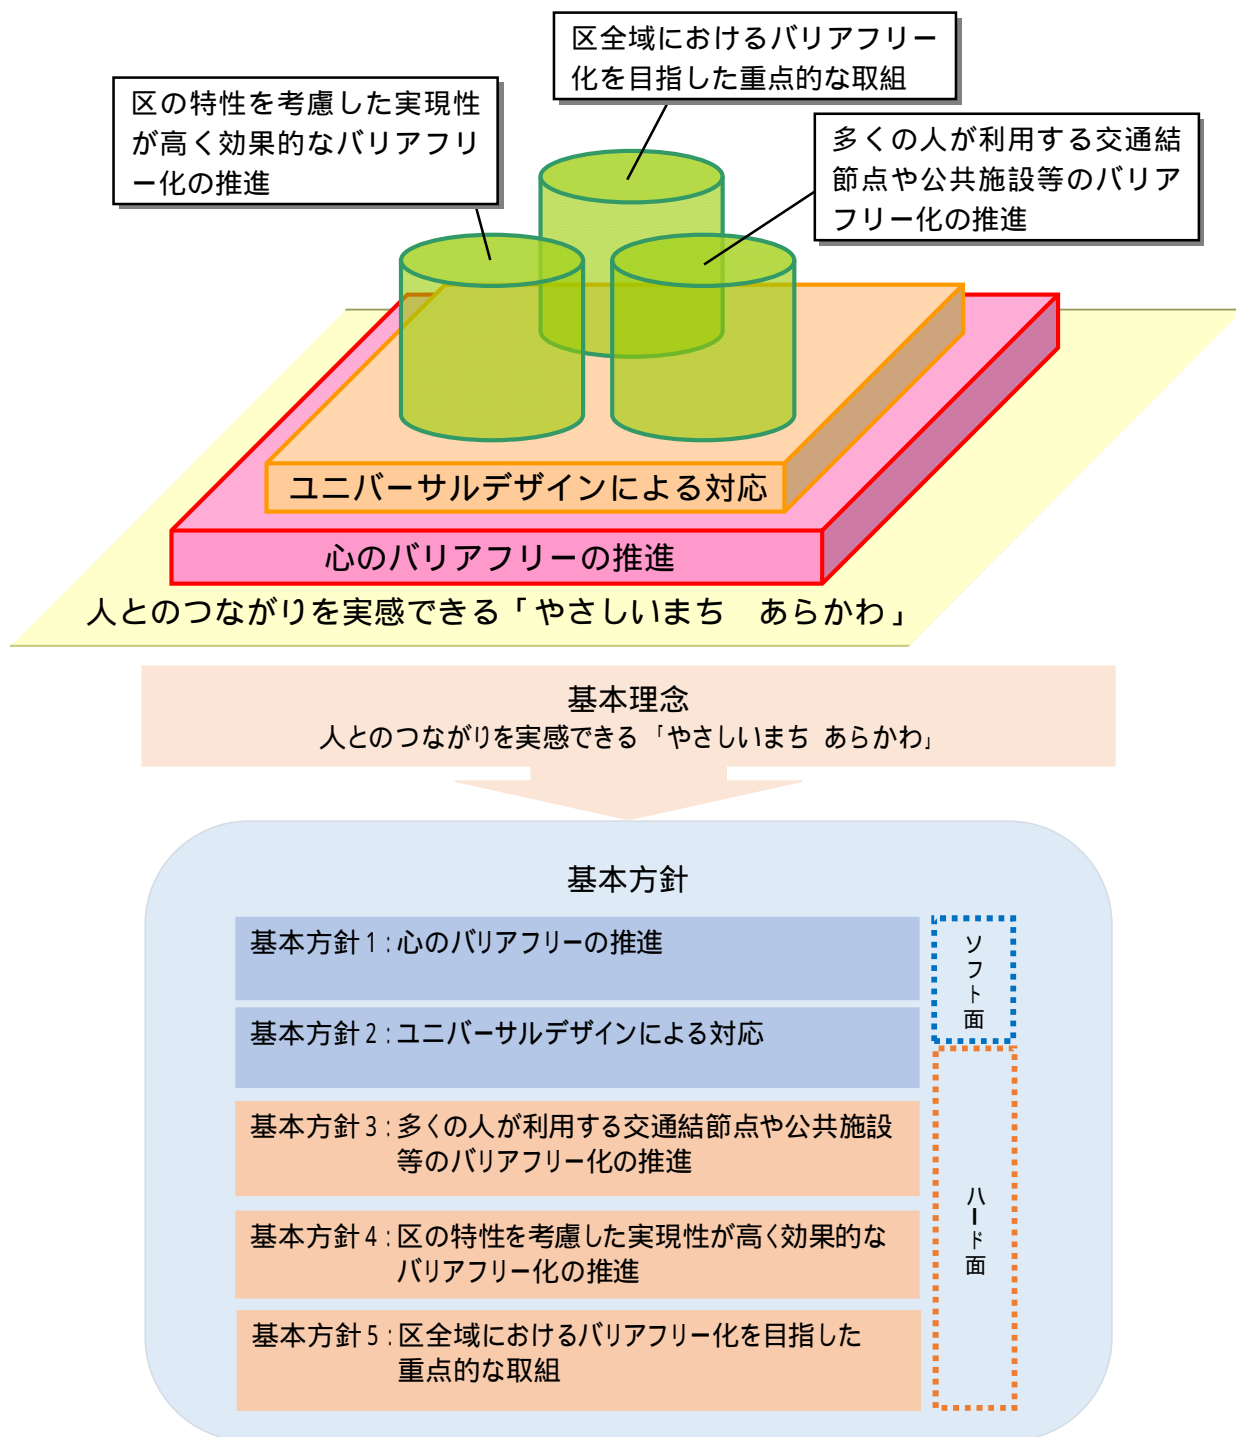 区全域におけるバリアフリー
化を目指した重点的な取組
区の特性を考慮した実現性
が高く効果的なバリアフリ
ー化の推進
多くの人が利用する交通結
節点や公共施設等のバリア
フリー化の推進
ユニバーサルデザインによる対応
心のバリアフリーの推進
人とのつながりを実感できる「やさしいまち　あらかわ」
基本理念
人とのつながりを実感できる「やさしいまち あらかわ」
基本方針
基本方針1:心のバリアフリーの推進
基本方針2:ユニバーサルデザインによる対応
ソフト面
基本方針3:多くの人が利用する交通結節点や公共施設
等のバリアフリー化の推進
基本方針4:区の特性を考慮した実現性が高く効果的な
バリアフリー化の推進
基本方針5:区全域におけるバリアフリー化を目指した
重点的な取組
ハード面